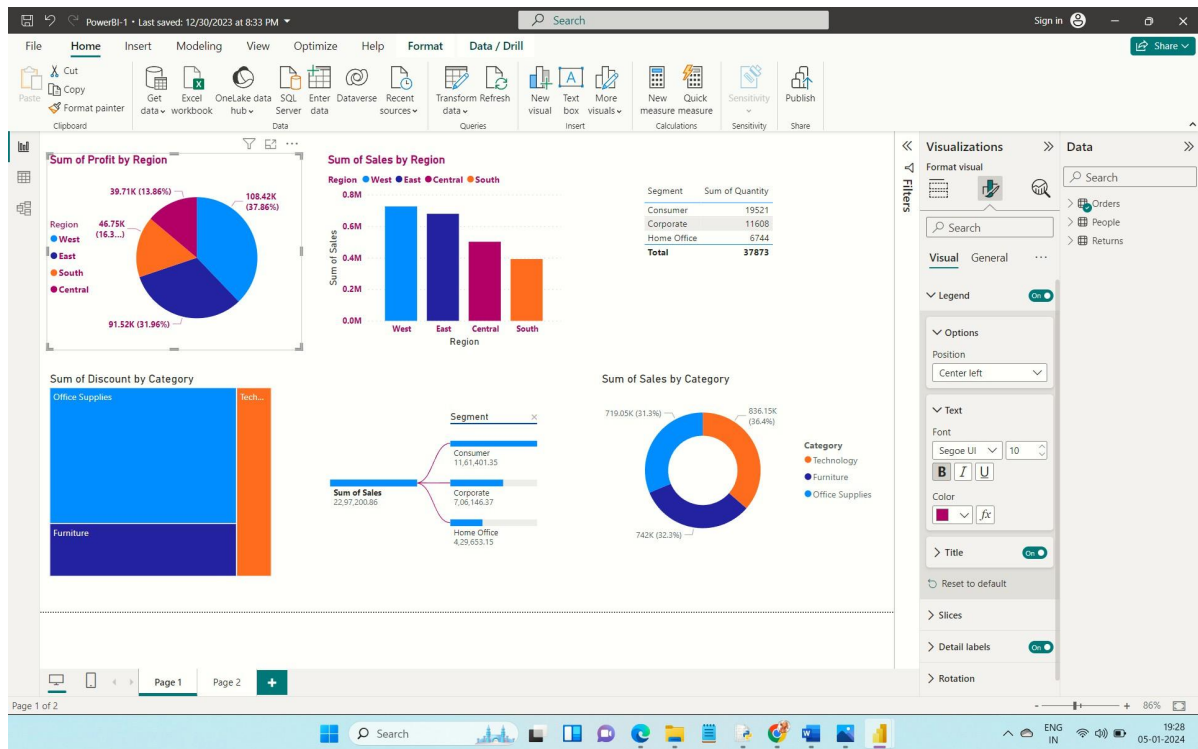 PowerBI-1 • Last saved: 12/30/2023 at 8:33 PM
Search
Sign in
File Home Insert Modeling View Optimize Help Format Data / Drill
Share
Paste
Cut
Copy
Format painter
Get data
Excel workbook
OneLake data hub
SQL Server
Enter data
Dataverse
Recent sources
Transform data
Refresh
New visual
Text box
More visuals
New measure
Quick measure
Sensitivity
Publish
Clipboard
Data
Queries
Insert
Calculations
Sensitivity
Share
Sum of Profit by Region
39.71K (13.86%)
108.42K
(37.86%)
Region
46.75K
(16.3...)
West
East
South
Central
91.52K (31.96%)
Sum of Sales by Region
Region West East Central South
0.8M
0.6M
0.4M
0.2M
0.0M
Sum of Sales
West East Central South
Region
Segment Sum of Quantity
Consumer 19521
Corporate 11608
Home Office 6744
Total 37873
Sum of Discount by Category
Office Supplies
Tech...
Furniture
Segment
Sum of Sales
22,97,200.86
Consumer
11,61,401.35
Corporate
7,06,146.37
Home Office
4,29,653.15
Sum of Sales by Category
719.05K (31.3%)
836.15K
(36.4%)
742K (32.3%)
Category
Technology
Furniture
Office Supplies
Filters
Visualizations
Format visual
Search
Visual General
Legend On
Options
Position
Center left
Text
Font
Segoe UI 10
B I U
Color
fx
Title On
Reset to default
Slices
Detail labels On
Rotation
Data
Search
Orders
People
Returns
Page 1 Page 2 +
Page 1 of 2
- + 86%
Search
ENG
IN
19:28
05-01-2024